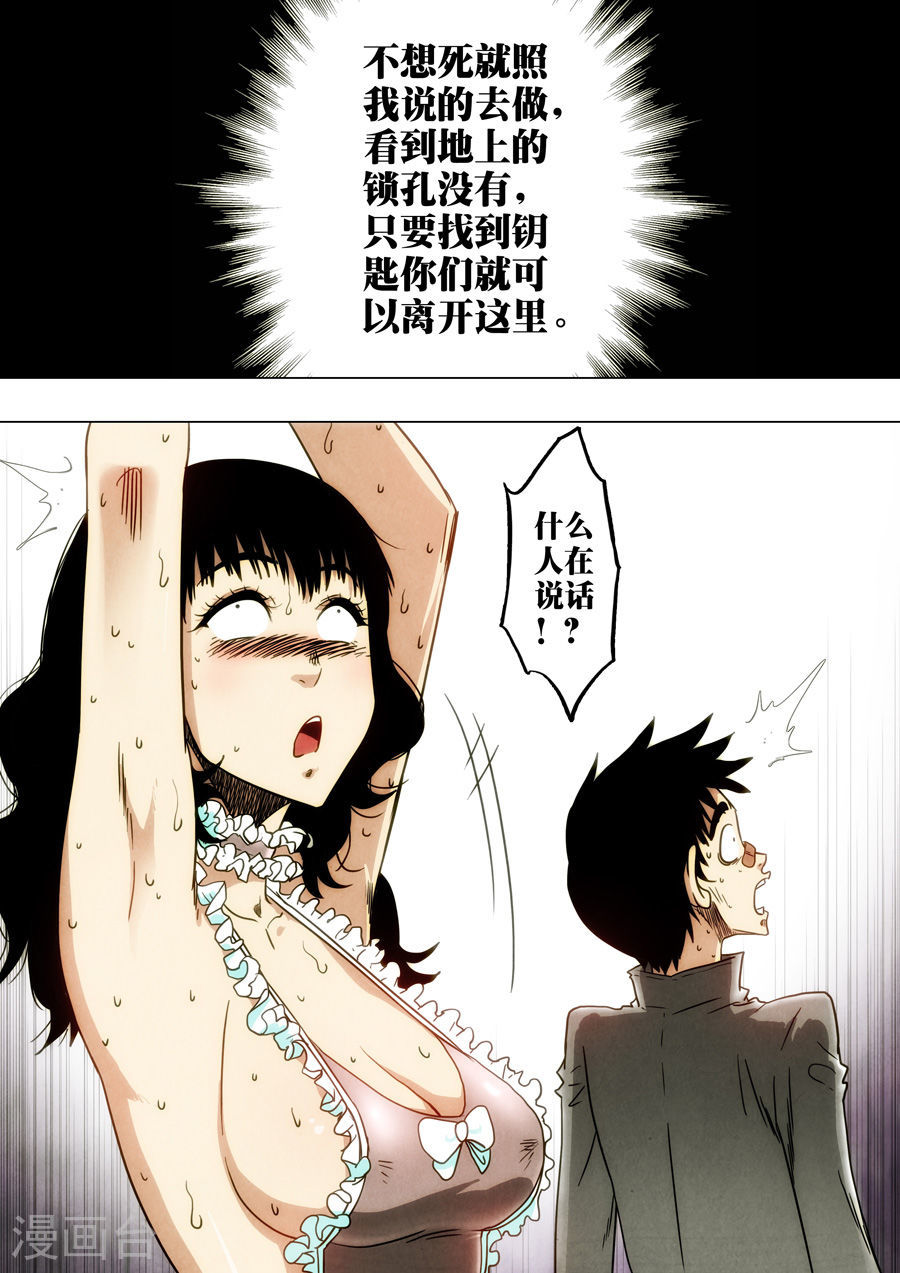 不想死就照
我说的去做，
看到地上的
锁孔没有，
只要找到钥
匙你们就可
以离开这里。
什么
人在
说话
！？
漫画台